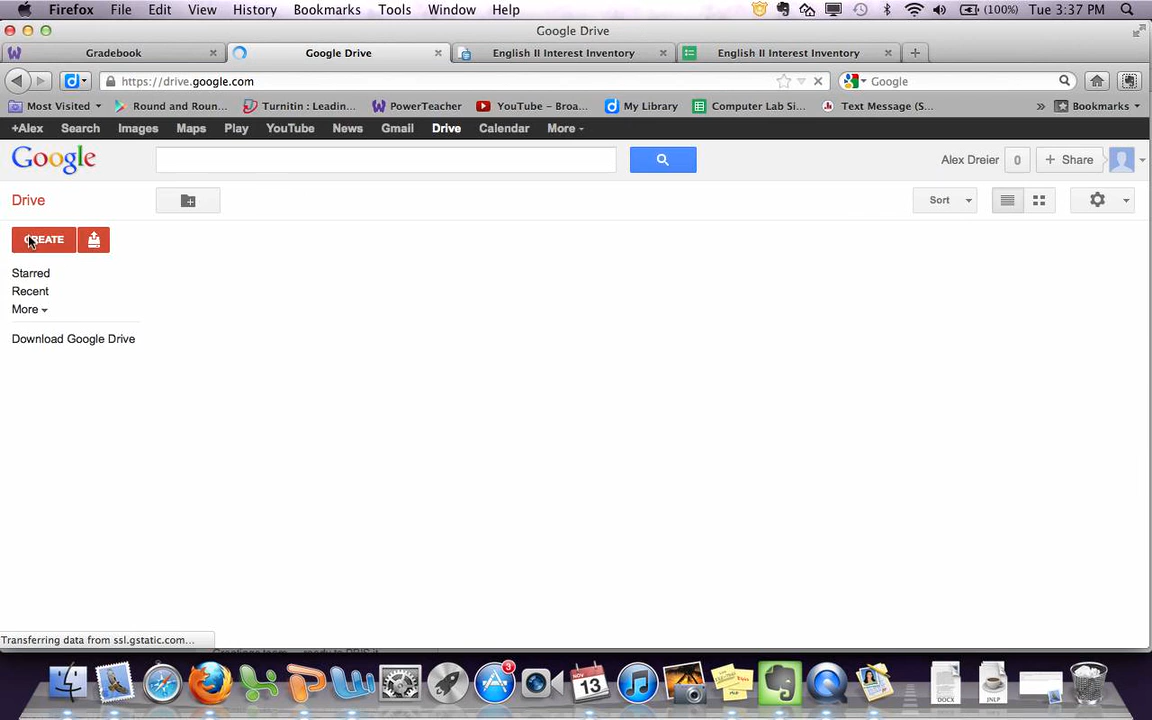 Firefox File Edit View History Bookmarks Tools Window Help (100%) Tue 3:37 PM
Google Drive
Gradebook Google Drive English II Interest Inventory English II Interest Inventory
https://drive.google.com Google
Most Visited Round and Roun... Turnitin : Leadin... PowerTeacher YouTube - Broa... My Library Computer Lab Si... Text Message (S... » Bookmarks
+Alex Search Images Maps Play YouTube News Gmail Drive Calendar More
Google Alex Dreier 0 + Share
Drive Sort
CREATE
Starred
Recent
More
Download Google Drive
Transferring data from ssl.gstatic.com...
3
NOV
13
DOCX
JNLP